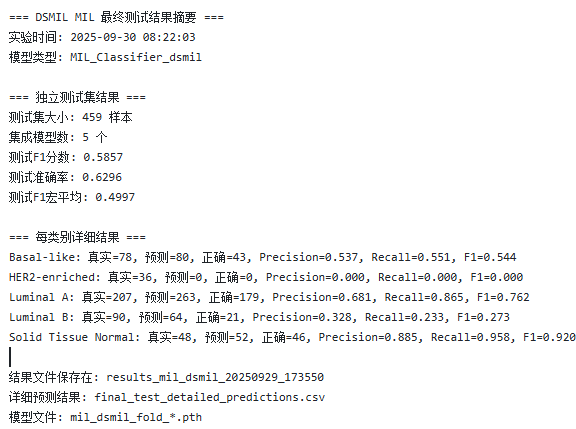 === DSMIL MIL 最终测试结果摘要 ===
实验时间: 2025-09-30 08:22:03
模型类型: MIL_Classifier_dsmil
=== 独立测试集结果 ===
测试集大小: 459 样本
集成模型数: 5 个
测试F1分数: 0.5857
测试准确率: 0.6296
测试F1宏平均: 0.4997
=== 每类别详细结果 ===
Basal-like: 真实=78, 预测=80, 正确=43, Precision=0.537, Recall=0.551, F1=0.544
HER2-enriched: 真实=36, 预测=0, 正确=0, Precision=0.000, Recall=0.000, F1=0.000
Luminal A: 真实=207, 预测=263, 正确=179, Precision=0.681, Recall=0.865, F1=0.762
Luminal B: 真实=90, 预测=64, 正确=21, Precision=0.328, Recall=0.233, F1=0.273
Solid Tissue Normal: 真实=48, 预测=52, 正确=46, Precision=0.885, Recall=0.958, F1=0.920
结果文件保存在: results_mil_dsmil_20250929_173550
详细预测结果: final_test_detailed_predictions.csv
模型文件: mil_dsmil_fold_*.pth